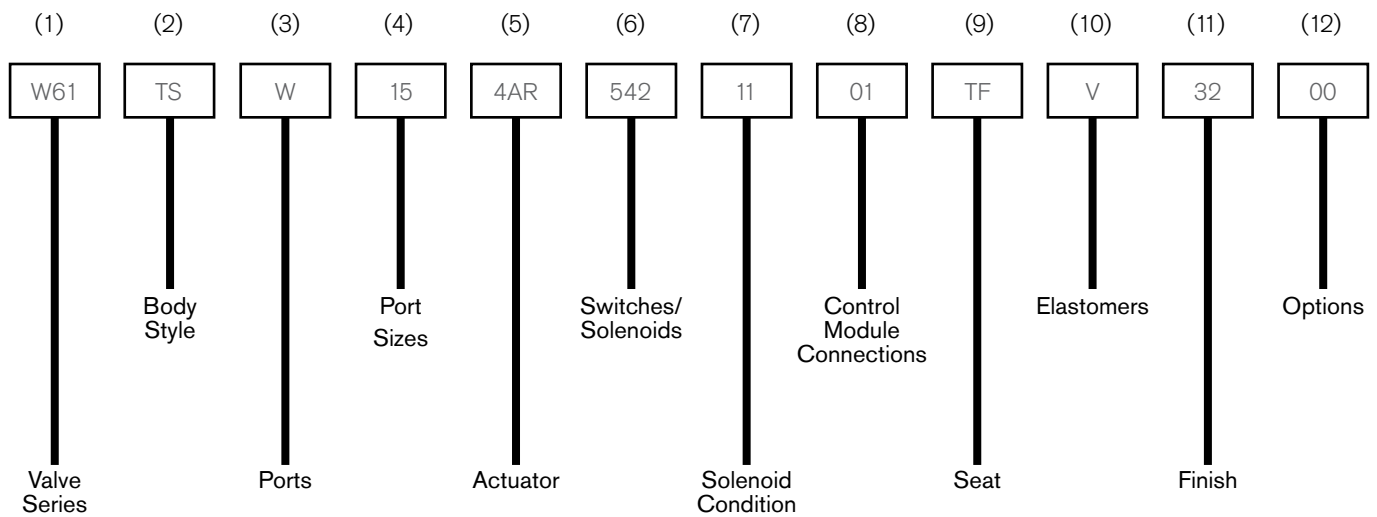 (1) (2) (3) (4) (5) (6) (7) (8) (9) (10) (11) (12)
W61 TS W 15 4AR 542 11 01 TF V 32 00
Body Style
Port Sizes
Switches/ Solenoids
Control Module Connections
Elastomers
Options
Valve Series
Ports
Actuator
Solenoid Condition
Seat
Finish